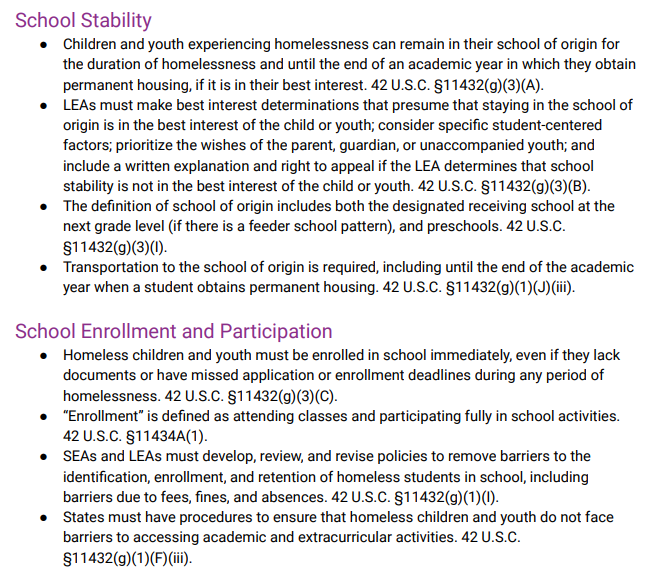 School Stability
● Children and youth experiencing homelessness can remain in their school of origin for
the duration of homelessness and until the end of an academic year in which they obtain
permanent housing, if it is in their best interest. 42 U.S.C. §11432(g)(3)(A).
● LEAs must make best interest determinations that presume that staying in the school of
origin is in the best interest of the child or youth; consider specific student-centered
factors; prioritize the wishes of the parent, guardian, or unaccompanied youth; and
include a written explanation and right to appeal if the LEA determines that school
stability is not in the best interest of the child or youth. 42 U.S.C. §11432(g)(3)(B).
● The definition of school of origin includes both the designated receiving school at the
next grade level (if there is a feeder school pattern), and preschools. 42 U.S.C.
§11432(g)(3)(I).
● Transportation to the school of origin is required, including until the end of the academic
year when a student obtains permanent housing. 42 U.S.C. §11432(g)(1)(J)(iii).
School Enrollment and Participation
● Homeless children and youth must be enrolled in school immediately, even if they lack
documents or have missed application or enrollment deadlines during any period of
homelessness. 42 U.S.C. §11432(g)(3)(C).
● “Enrollment” is defined as attending classes and participating fully in school activities.
42 U.S.C. §11434A(1).
● SEAs and LEAs must develop, review, and revise policies to remove barriers to the
identification, enrollment, and retention of homeless students in school, including
barriers due to fees, fines, and absences. 42 U.S.C. §11432(g)(1)(I).
● States must have procedures to ensure that homeless children and youth do not face
barriers to accessing academic and extracurricular activities. 42 U.S.C.
§11432(g)(1)(F)(iii).